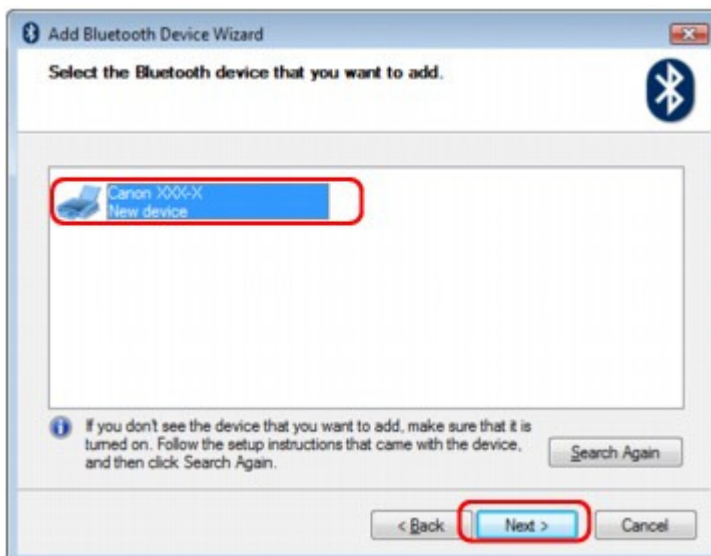 Add Bluetooth Device Wizard
Select the Bluetooth device that you want to add.
Canon XXX-X
New device
If you don't see the device that you want to add, make sure that it is
turned on. Follow the setup instructions that came with the device,
and then click Search Again.
Search Again
< Back
Next >
Cancel